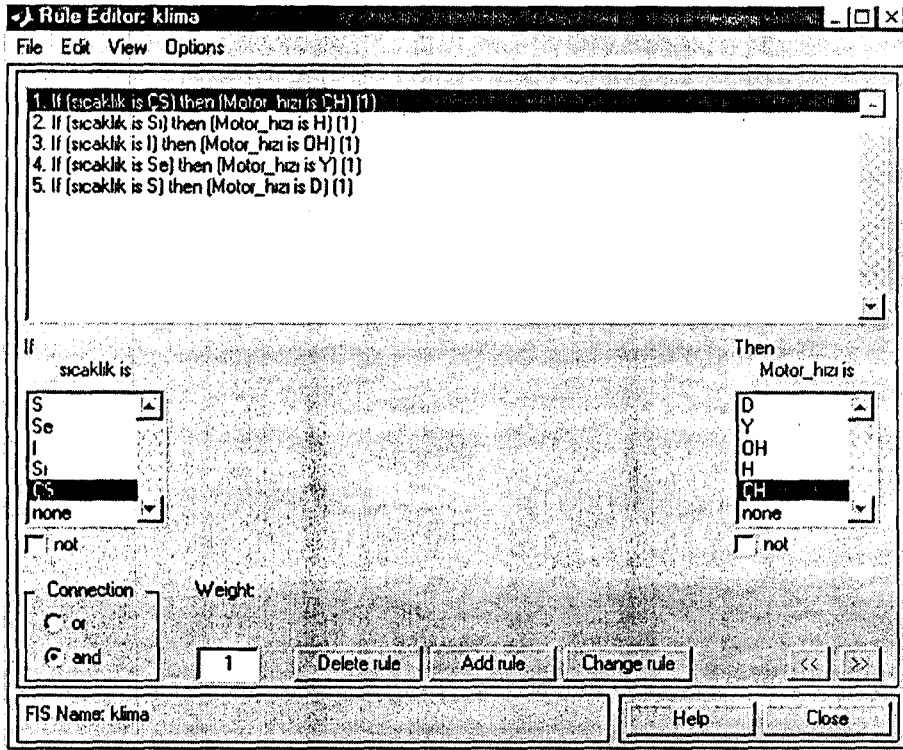 Rule Editor: klima
File Edit View Options
1. If (sıcaklık is ÇS) then (Motor_hızı is ÇH) (1)
2. If (sıcaklık is Sı) then (Motor_hızı is H) (1)
3. If (sıcaklık is I) then (Motor_hızı is OH) (1)
4. If (sıcaklık is Se) then (Motor_hızı is Y) (1)
5. If (sıcaklık is S) then (Motor_hızı is D) (1)
If
sıcaklık is
S
Se
I
Sı
ÇS
none
not
Then
Motor_hızı is
D
Y
OH
H
ÇH
none
not
Connection
or
and
Weight:
1
Delete rule
Add rule
Change rule
<< >>
FIS Name: klima
Help
Close